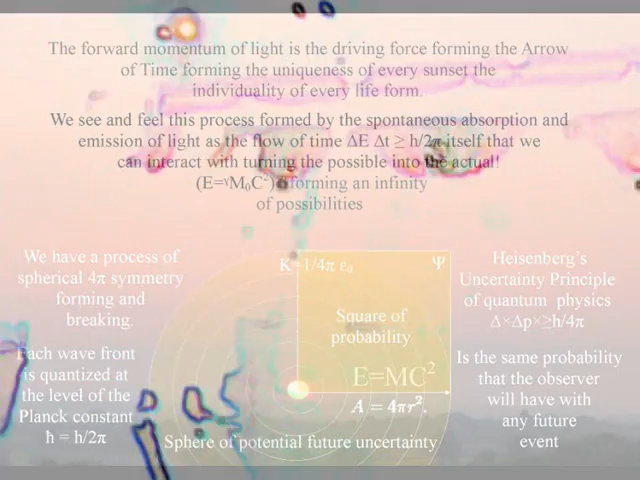 The forward momentum of light is the driving force forming the Arrow
of Time forming the uniqueness of every sunset the
individuality of every life form.
We see and feel this process formed by the spontaneous absorption and
emission of light as the flow of time ΔE Δt ≥ h/2π itself that we
can interact with turning the possible into the actual!
(E=ᵞM₀C²) forming an infinity
of possibilities
We have a process of
spherical 4π symmetry
forming and
breaking.
Each wave front
is quantized at
the level of the
Planck constant
ħ = h/2π
K= 1/4π ε₀
Ψ
Square of
probability
E=MC²
A = 4πr².
Sphere of potential future uncertainty
Heisenberg's
Uncertainty Principle
of quantum physics
Δ×Δp×≥h/4π
Is the same probability
that the observer
will have with
any future
event